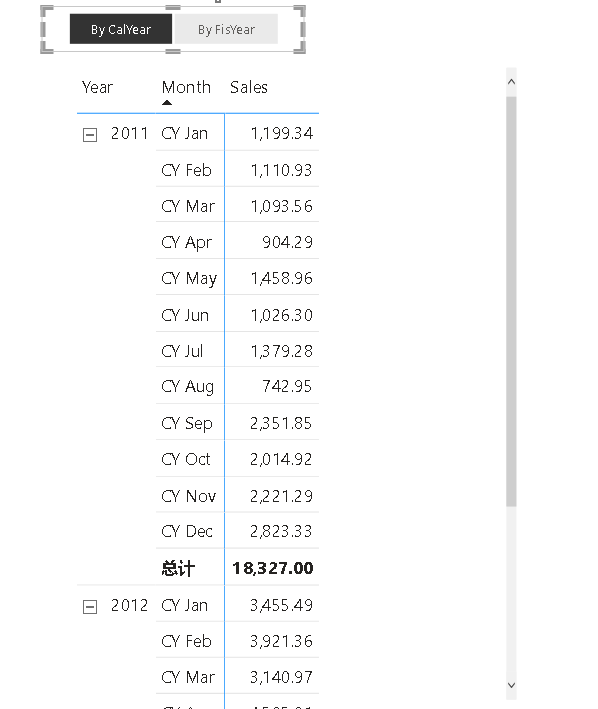 By CalYear By FisYear
Year Month Sales
2011 CY Jan 1,199.34
CY Feb 1,110.93
CY Mar 1,093.56
CY Apr 904.29
CY May 1,458.96
CY Jun 1,026.30
CY Jul 1,379.28
CY Aug 742.95
CY Sep 2,351.85
CY Oct 2,014.92
CY Nov 2,221.29
CY Dec 2,823.33
总计 18,327.00
2012 CY Jan 3,455.49
CY Feb 3,921.36
CY Mar 3,140.97